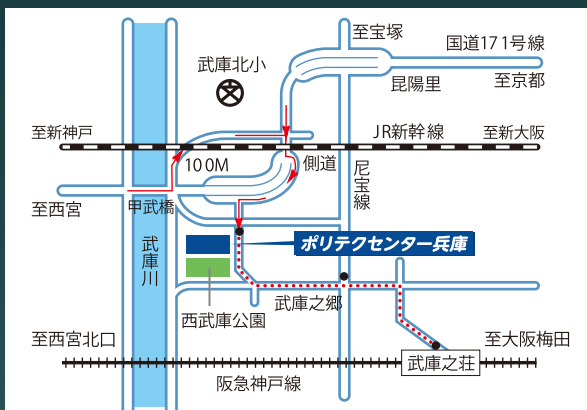 至宝塚
国道171号線
武庫北小
昆陽里
至京都
至新神戸
JR新幹線
至新大阪
100M
側道
尼宝線
至西宮
甲武橋
武庫川
ポリテクセンター兵庫
武庫之郷
西武庫公園
至西宮北口
至大阪梅田
武庫之荘
阪急神戸線